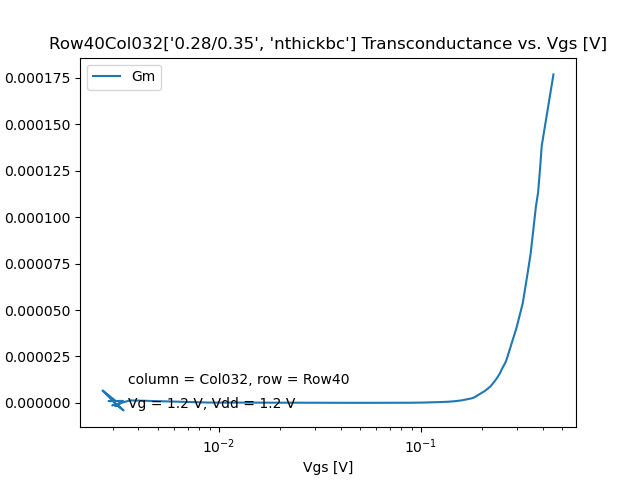 Row40Col032['0.28/0.35', 'nthickbc'] Transconductance vs. Vgs [V]
Gm
0.000175
0.000150
0.000125
0.000100
0.000075
0.000050
0.000025
0.000000
column = Col032, row = Row40
Vg = 1.2 V, Vdd = 1.2 V
10⁻² 10⁻¹
Vgs [V]